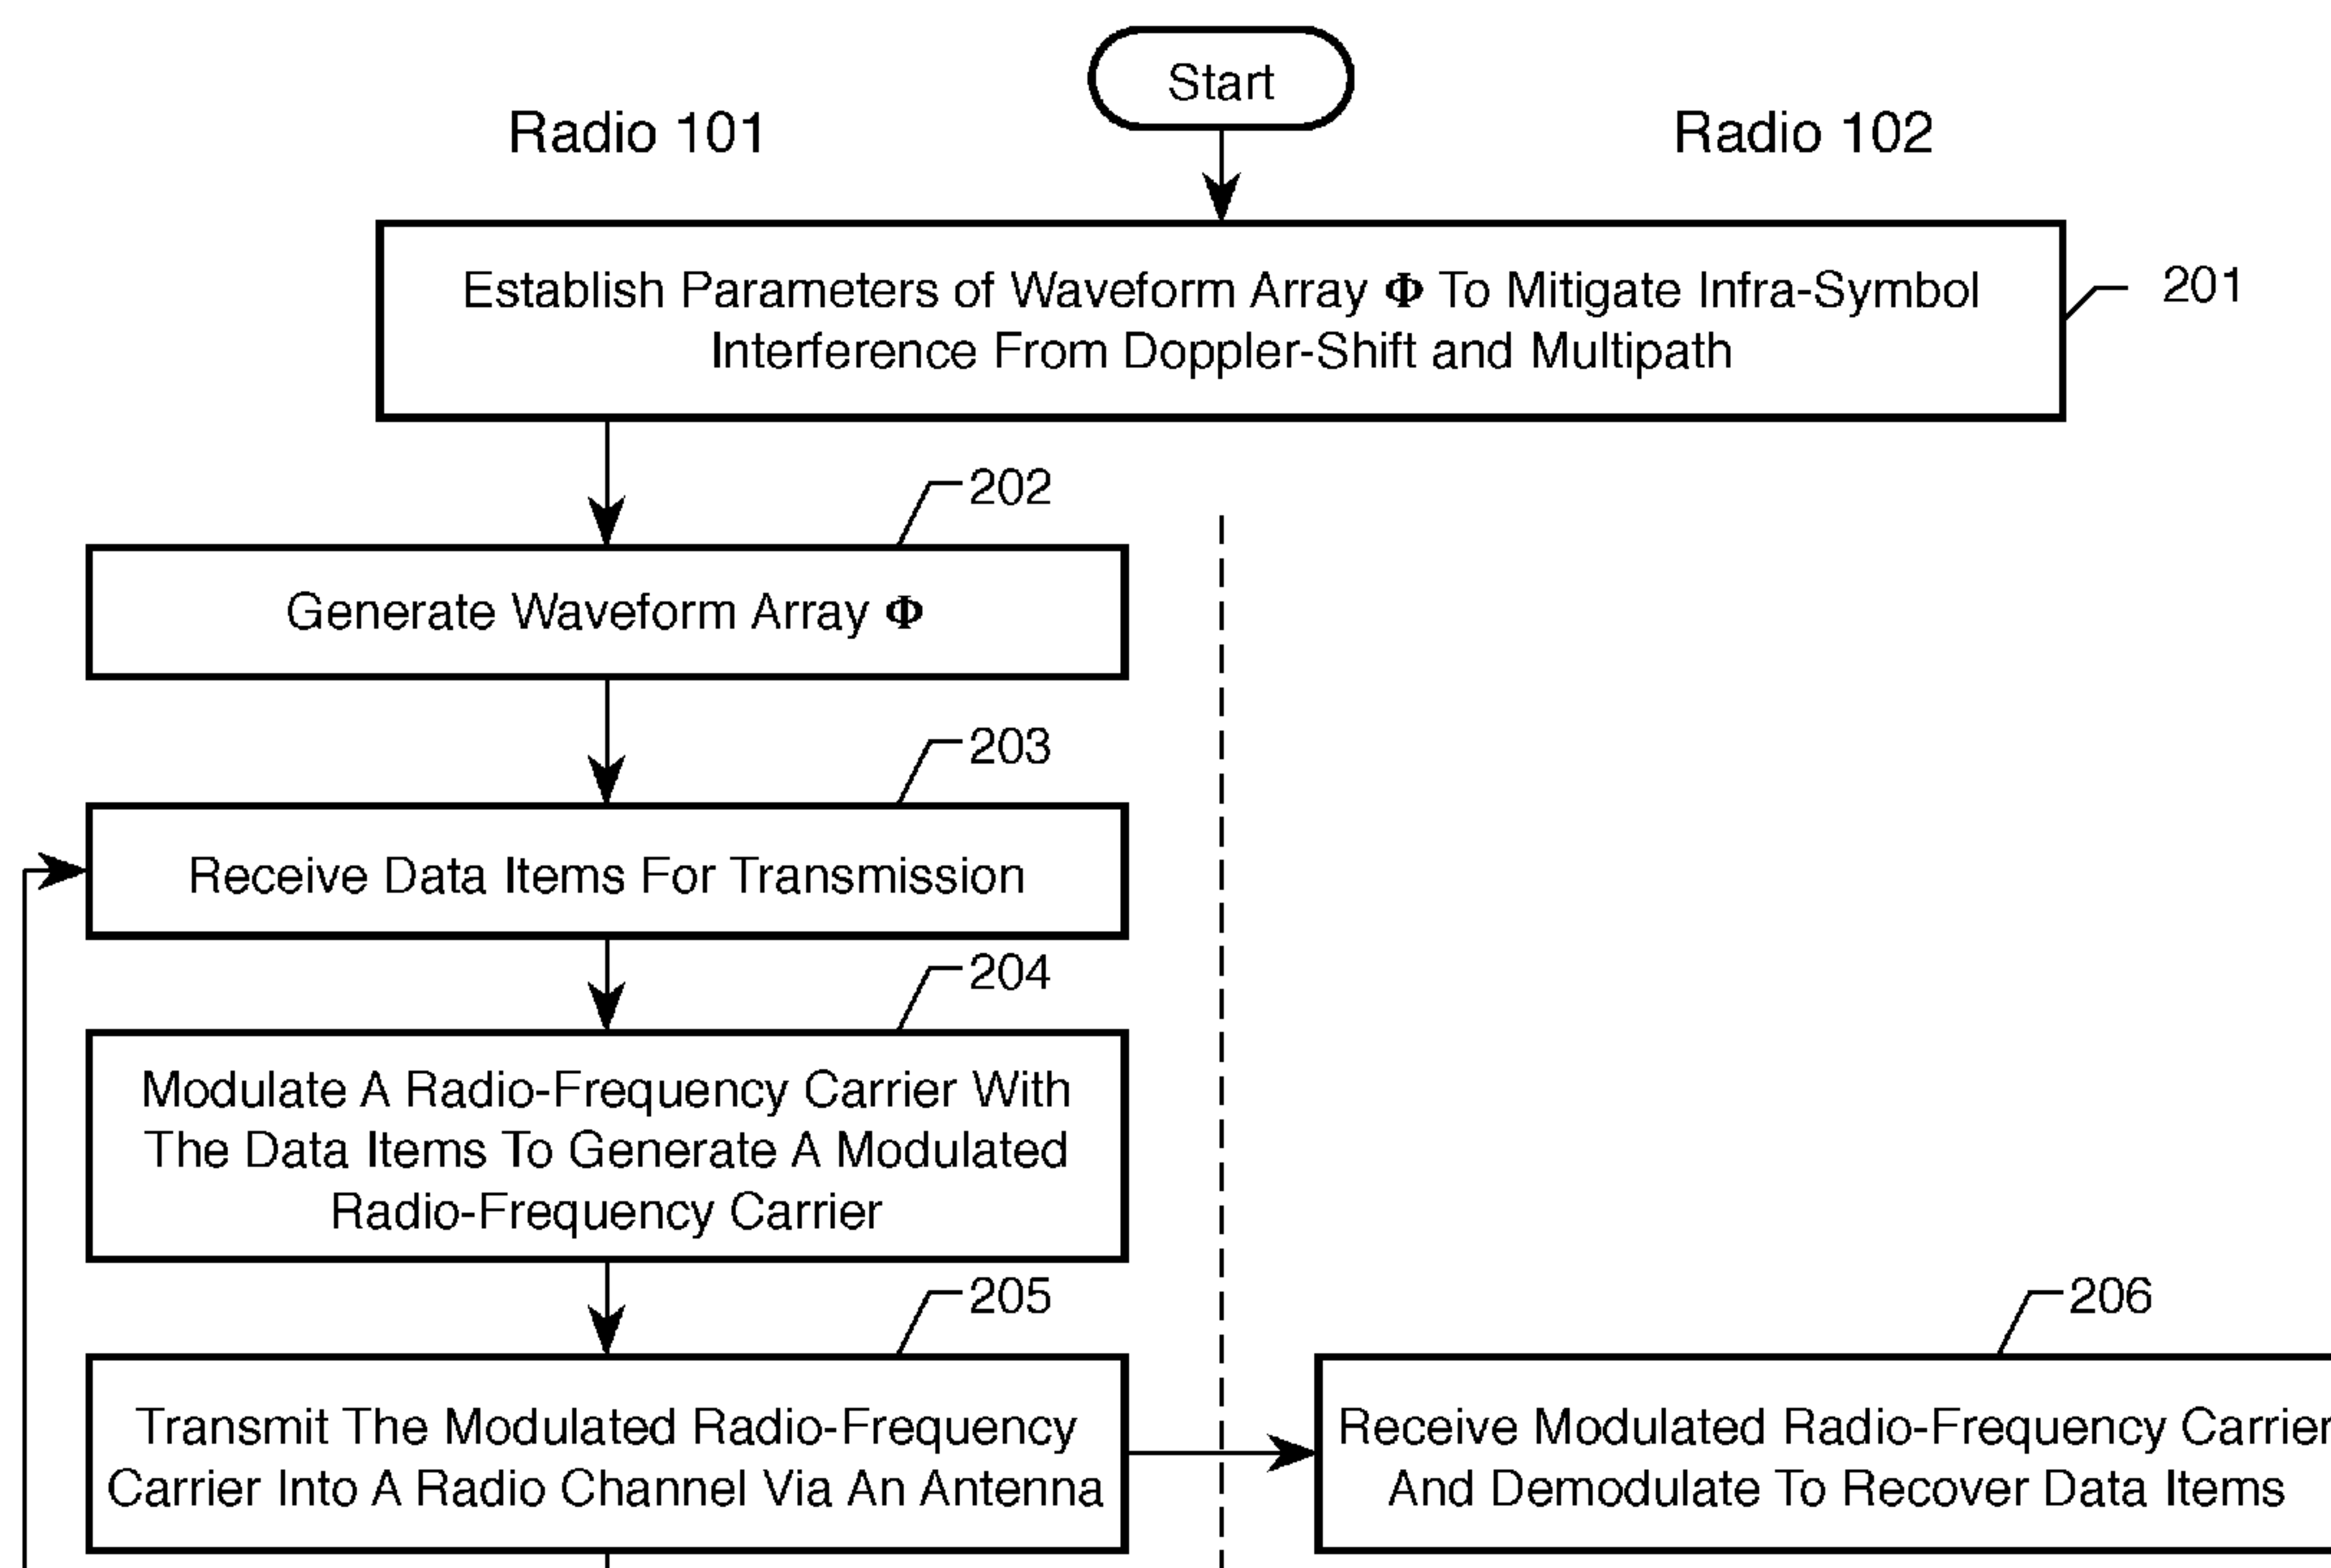 Start
Radio 101
Radio 102
Establish Parameters of Waveform Array Φ To Mitigate Infra-Symbol
Interference From Doppler-Shift and Multipath
201
202
Generate Waveform Array Φ
203
Receive Data Items For Transmission
204
Modulate A Radio-Frequency Carrier With
The Data Items To Generate A Modulated
Radio-Frequency Carrier
205
Transmit The Modulated Radio-Frequency
Carrier Into A Radio Channel Via An Antenna
206
Receive Modulated Radio-Frequency Carrier
And Demodulate To Recover Data Items